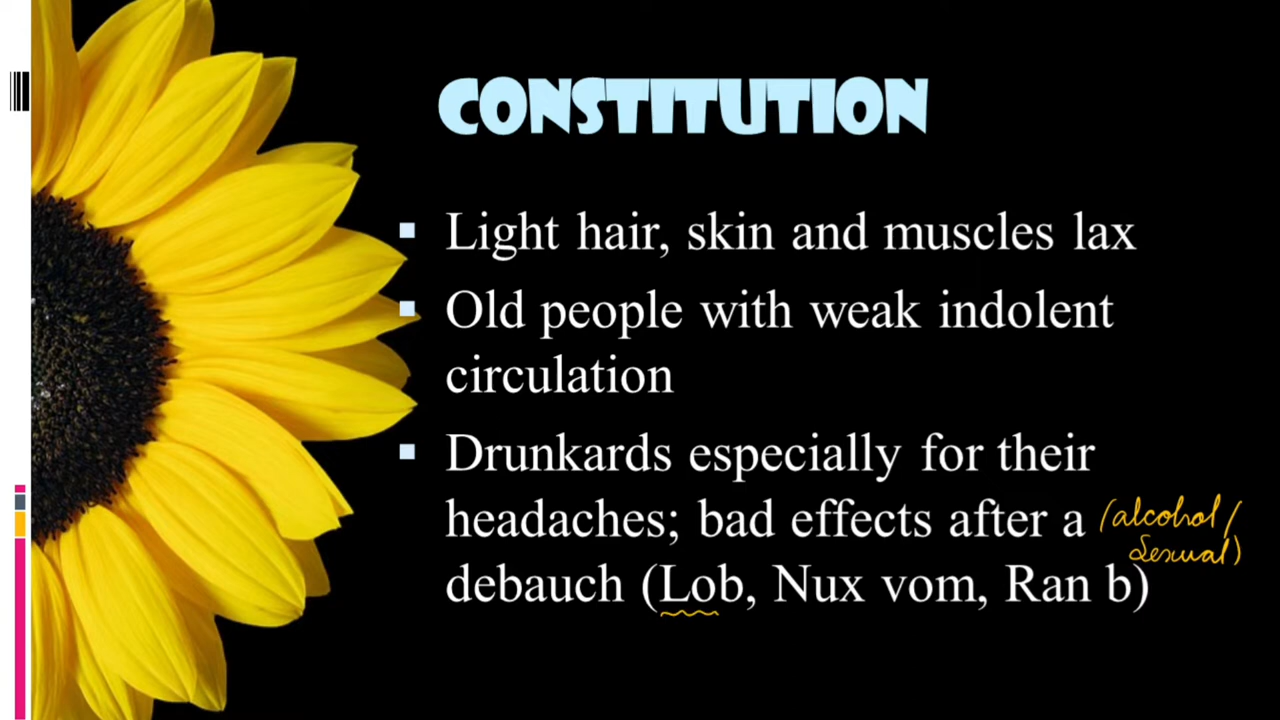 CONSTITUTION
Light hair, skin and muscles lax
Old people with weak indolent
circulation
Drunkards especially for their
headaches; bad effects after a (alcohol/
Sexual)
debauch (Lob, Nux vom, Ran b)